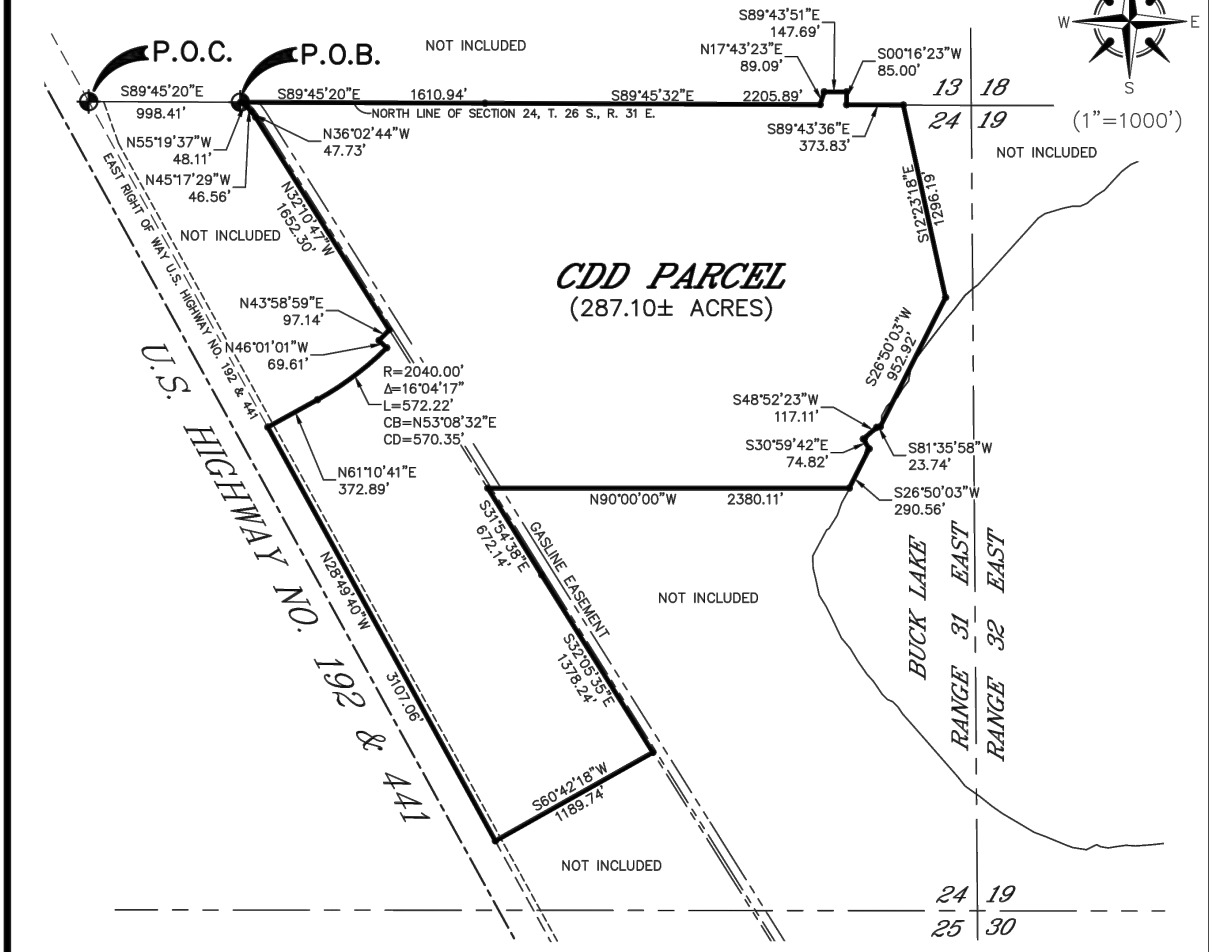 S89°43'51"E
147.69'
N17°43'23"E
89.09'
S00°16'23"W
85.00'
W
E
S
(1"=1000')
P.O.C.
P.O.B.
NOT INCLUDED
S89°45'20"E
998.41'
S89°45'20"E
1610.94'
S89°45'32"E
2205.89'
NORTH LINE OF SECTION 24, T. 26 S., R. 31 E.
S89°43'36"E
373.83'
13
18
24
19
NOT INCLUDED
N55°19'37"W
48.11'
N36°02'44"W
47.73'
N45°17'29"W
46.56'
EAST RIGHT OF WAY U.S. HIGHWAY NO. 192 & 441
NOT INCLUDED
N32°10'47"W
1652.30'
S12°23'18"E
1296.19'
CDD PARCEL
(287.10± ACRES)
N43°58'59"E
97.14'
N46°01'01"W
69.61'
R=2040.00'
Δ=16°04'17"
L=572.22'
CB=N53°08'32"E
CD=570.35'
S26°50'03"W
952.92'
S48°52'23"W
117.11'
S30°59'42"E
74.82'
S81°35'58"W
23.74'
N61°10'41"E
372.89'
S26°50'03"W
290.56'
N90°00'00"W
2380.11'
U.S. HIGHWAY NO. 192 & 441
S31°54'38"E
672.14'
GASLINE EASEMENT
N28°49'40"W
3107.06'
NOT INCLUDED
S32°05'35"E
1378.24'
BUCK LAKE
RANGE 31 EAST
RANGE 32 EAST
S60°42'18"W
1189.74'
NOT INCLUDED
24
19
25
30